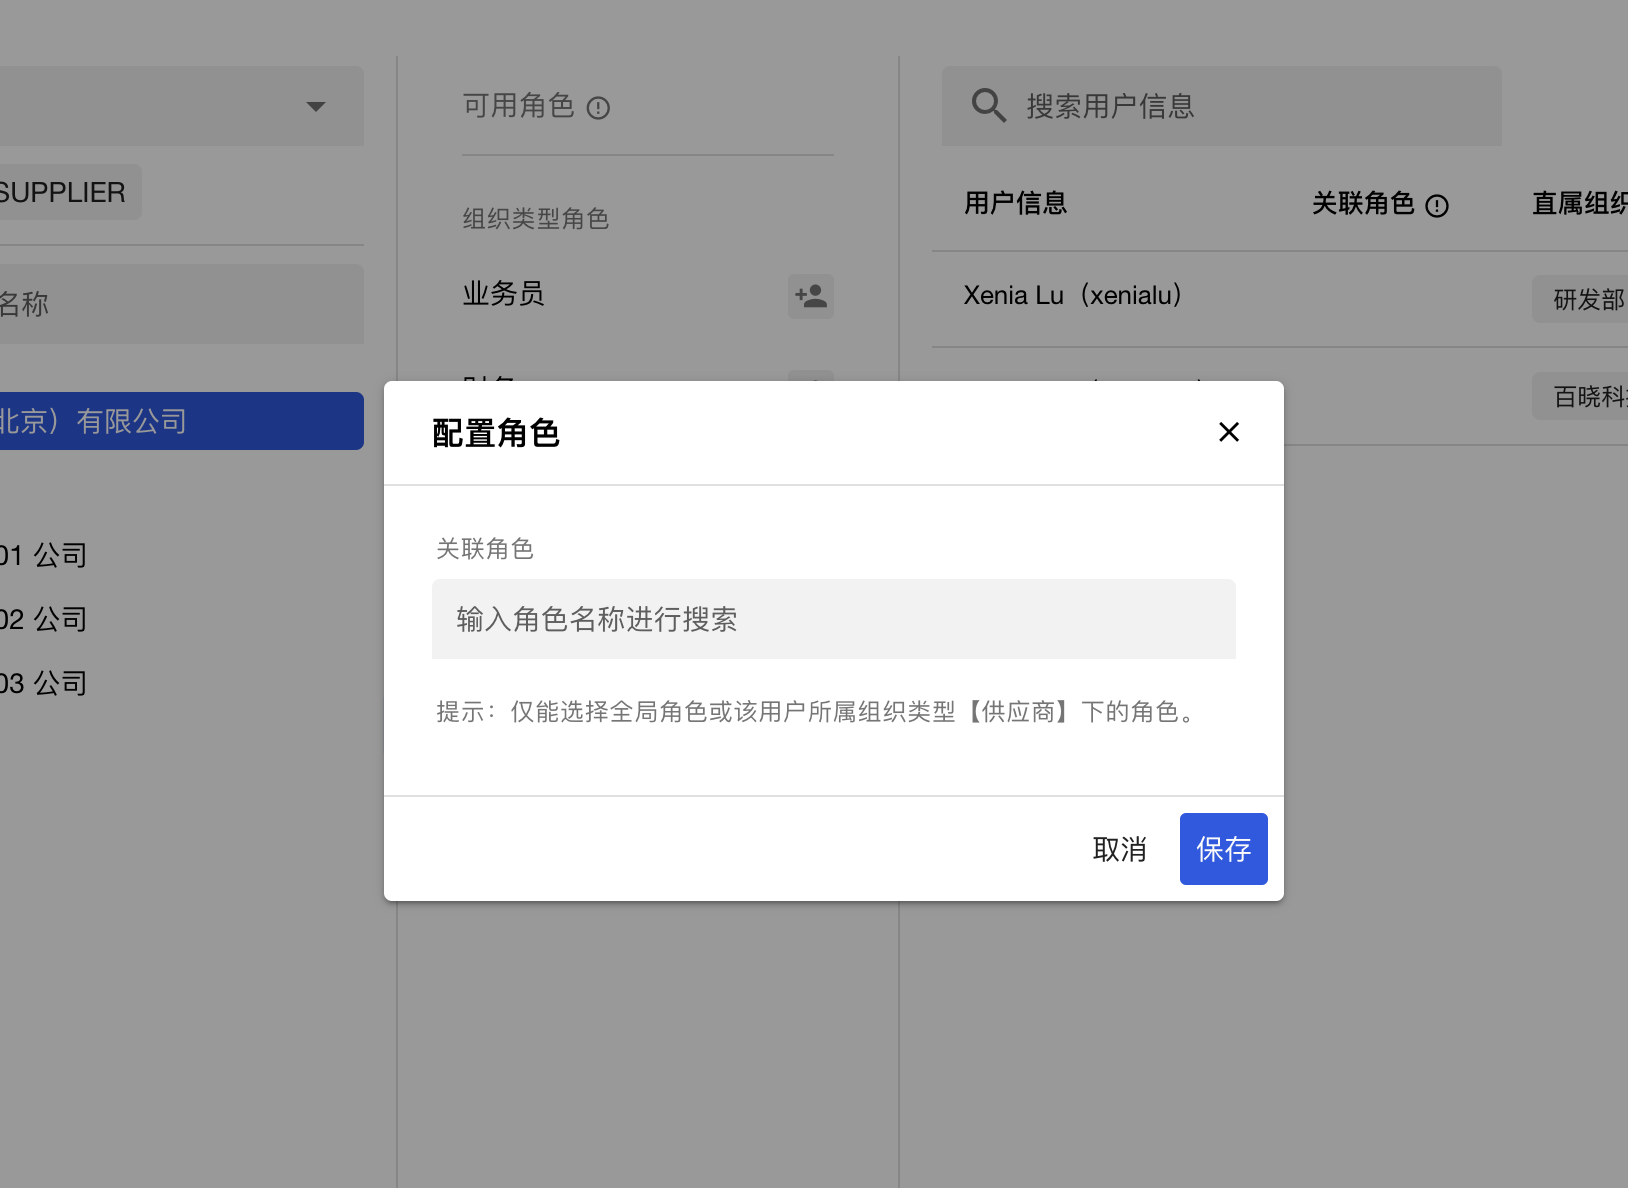 SUPPLIER
名称
北京）有限公司
01 公司
02 公司
03 公司
可用角色
组织类型角色
业务员
搜索用户信息
用户信息 关联角色 直属组织
Xenia Lu（xenialu） 研发部
百晓科
配置角色
关联角色
输入角色名称进行搜索
提示：仅能选择全局角色或该用户所属组织类型【供应商】下的角色。
取消 保存